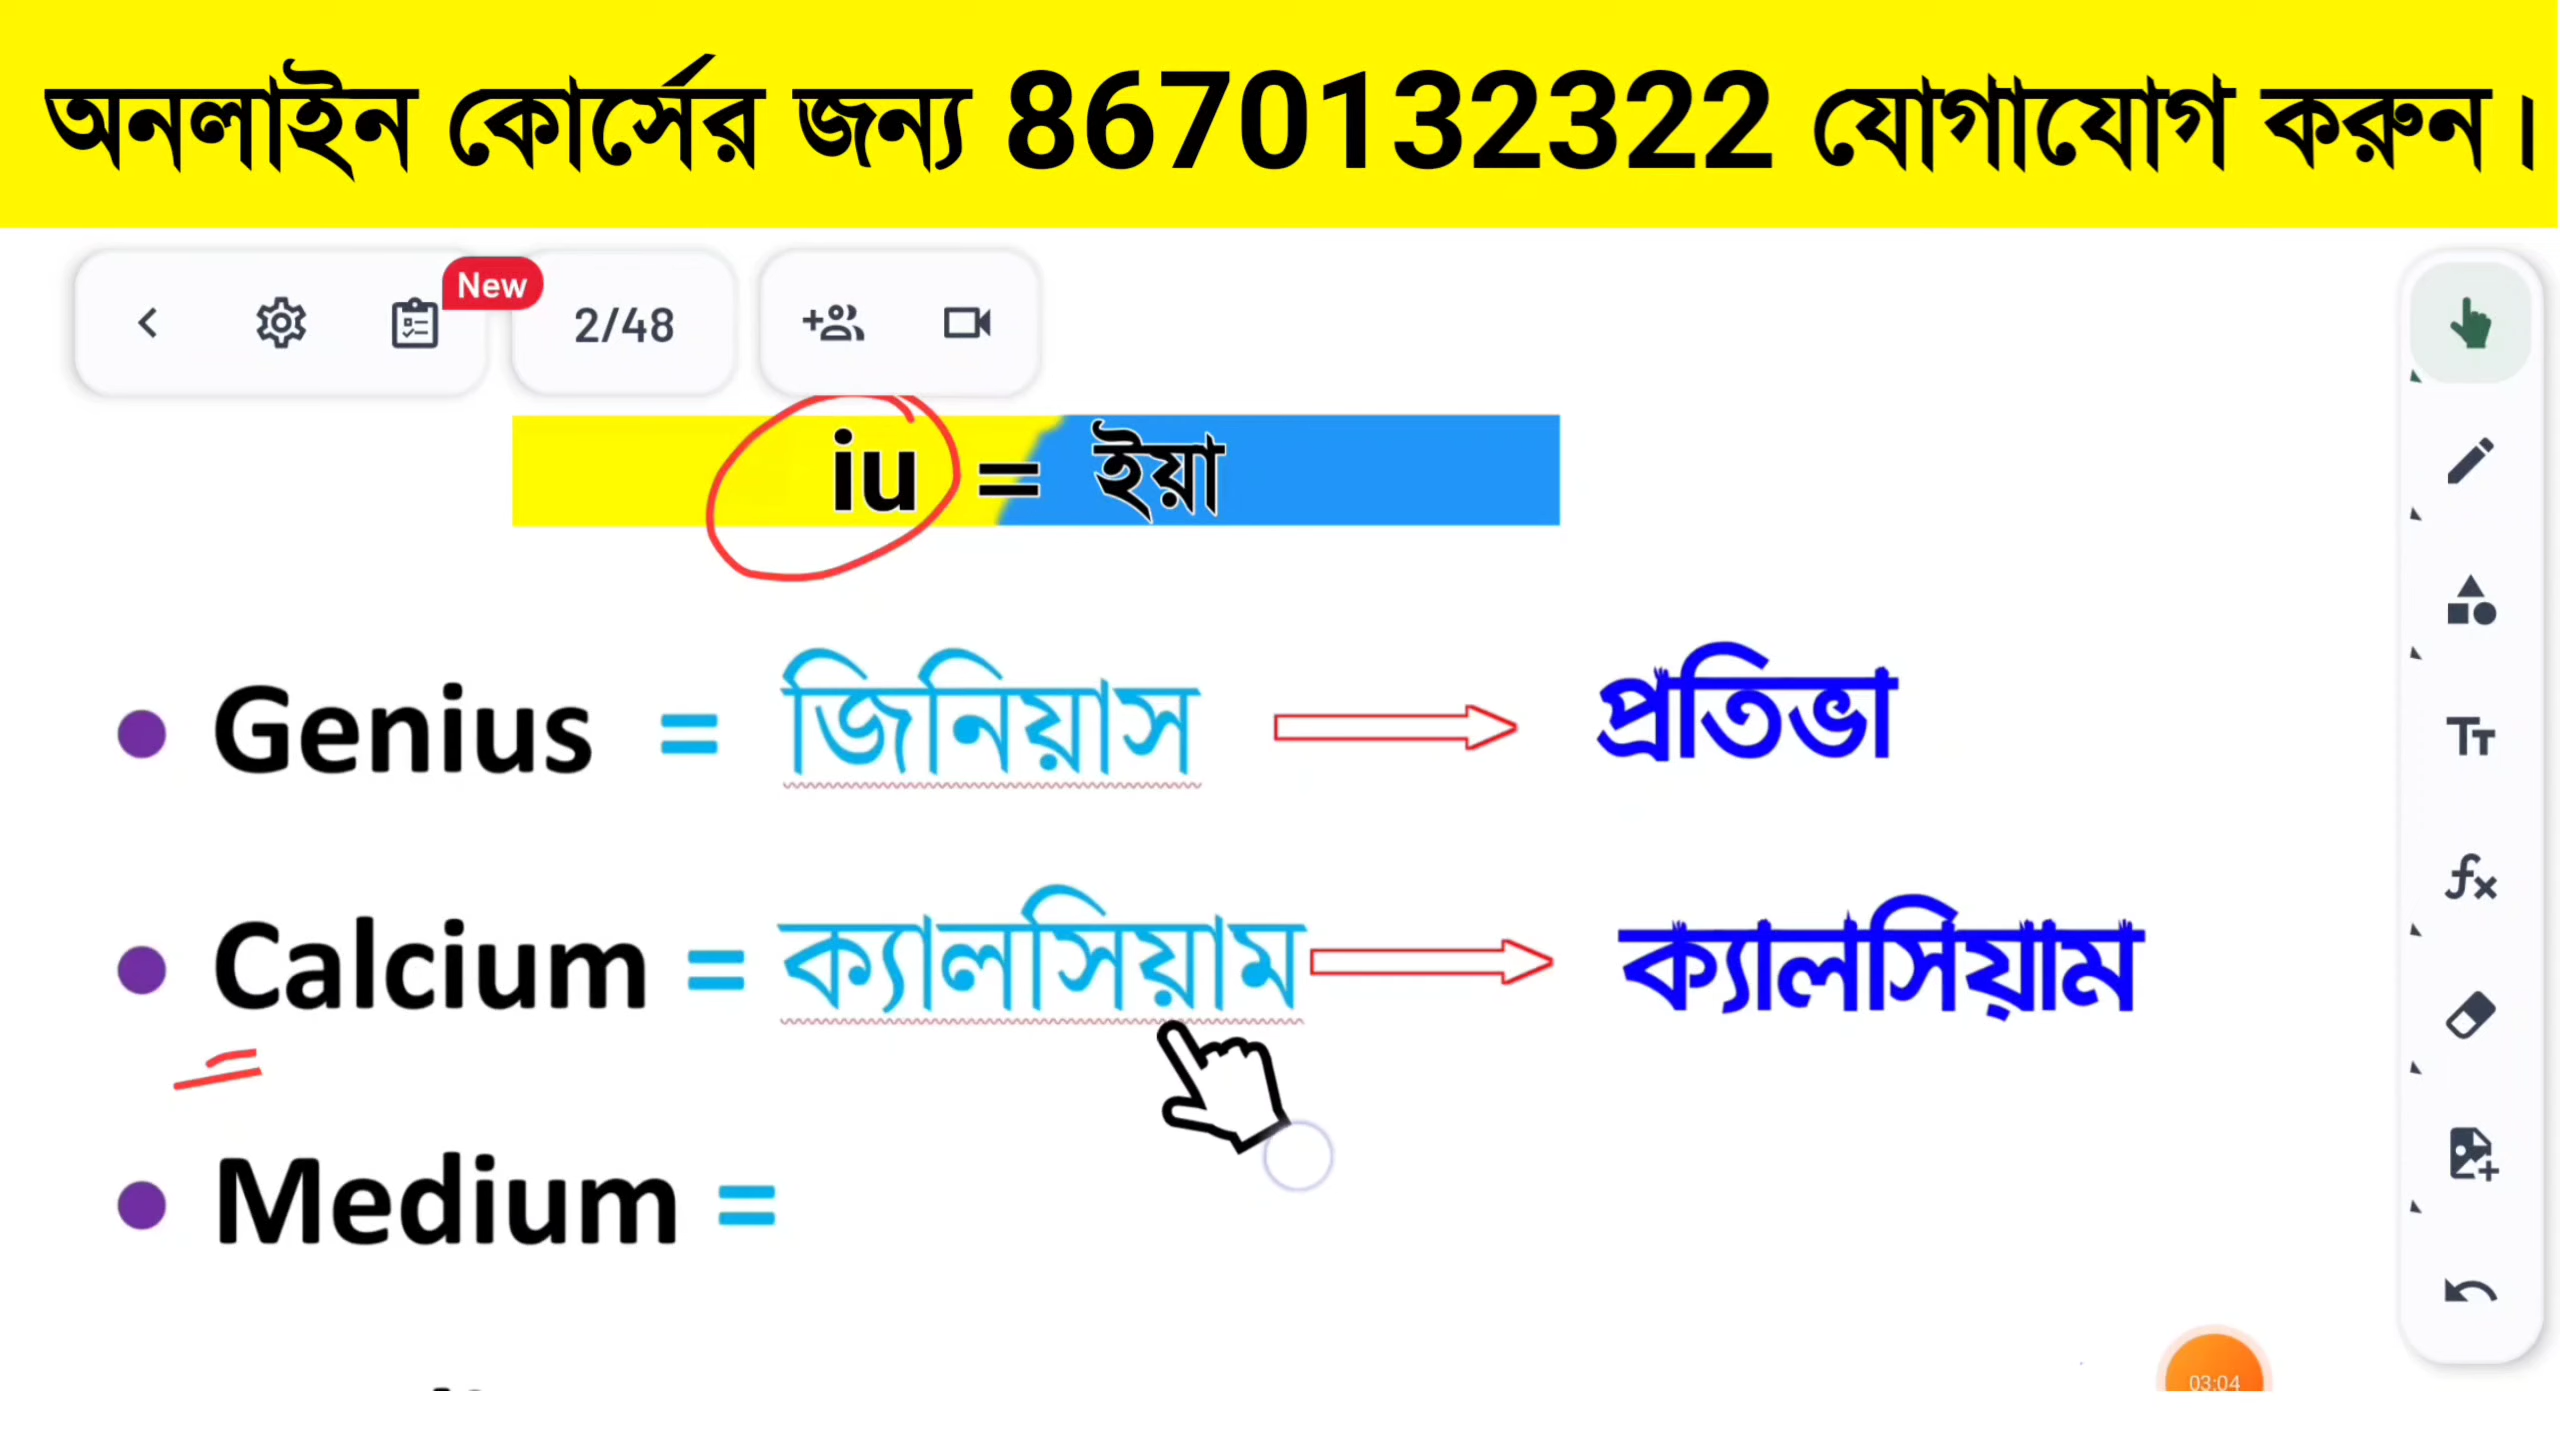 অনলাইন কোর্সের জন্য 8670132322 যোগাযোগ করুন।
New
2/48
iu = ইয়া
Genius = জিনিয়াস প্রতিভা
Calcium = ক্যালসিয়াম ক্যালসিয়াম
Medium =
03:04